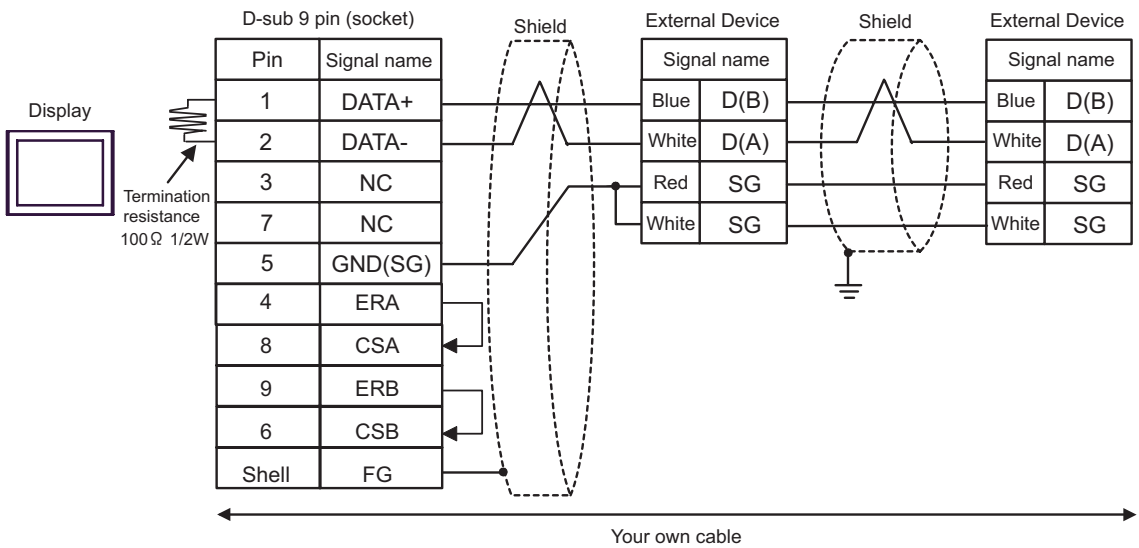 D-sub 9 pin (socket)
Shield
External Device
Shield
External Device
Display
Termination
resistance
100Ω 1/2W
Pin Signal name
1 DATA+
2 DATA-
3 NC
7 NC
5 GND(SG)
4 ERA
8 CSA
9 ERB
6 CSB
Shell FG
Signal name
Blue D(B)
White D(A)
Red SG
White SG
Signal name
Blue D(B)
White D(A)
Red SG
White SG
Your own cable